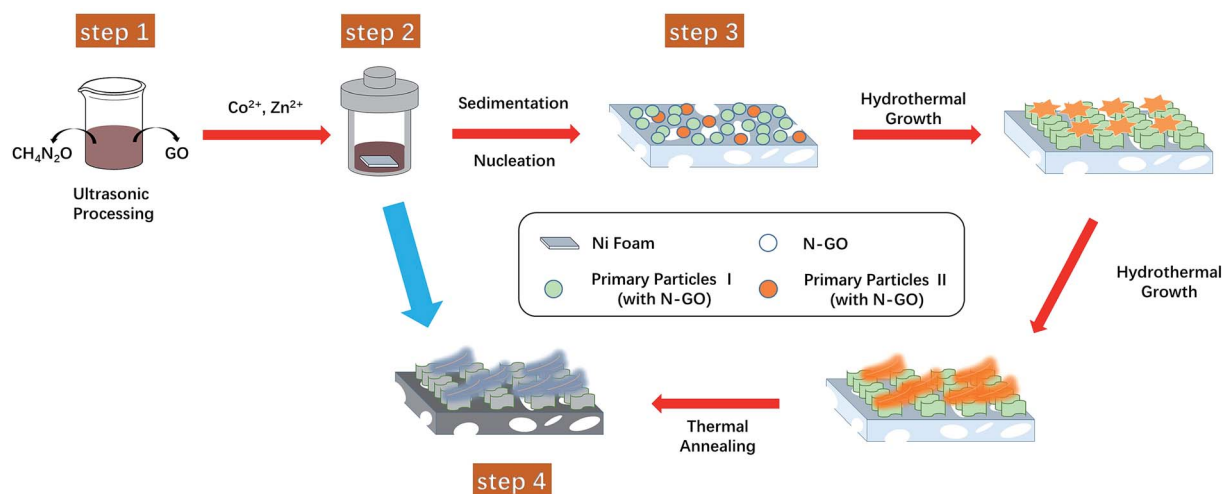 step 1
step 2
step 3
Co²⁺, Zn²⁺
Sedimentation
Nucleation
Hydrothermal
Growth
CH₄N₂O
GO
Ultrasonic
Processing
Ni Foam
N-GO
Primary Particles Ⅰ
(with N-GO)
Primary Particles Ⅱ
(with N-GO)
Hydrothermal
Growth
Thermal
Annealing
step 4